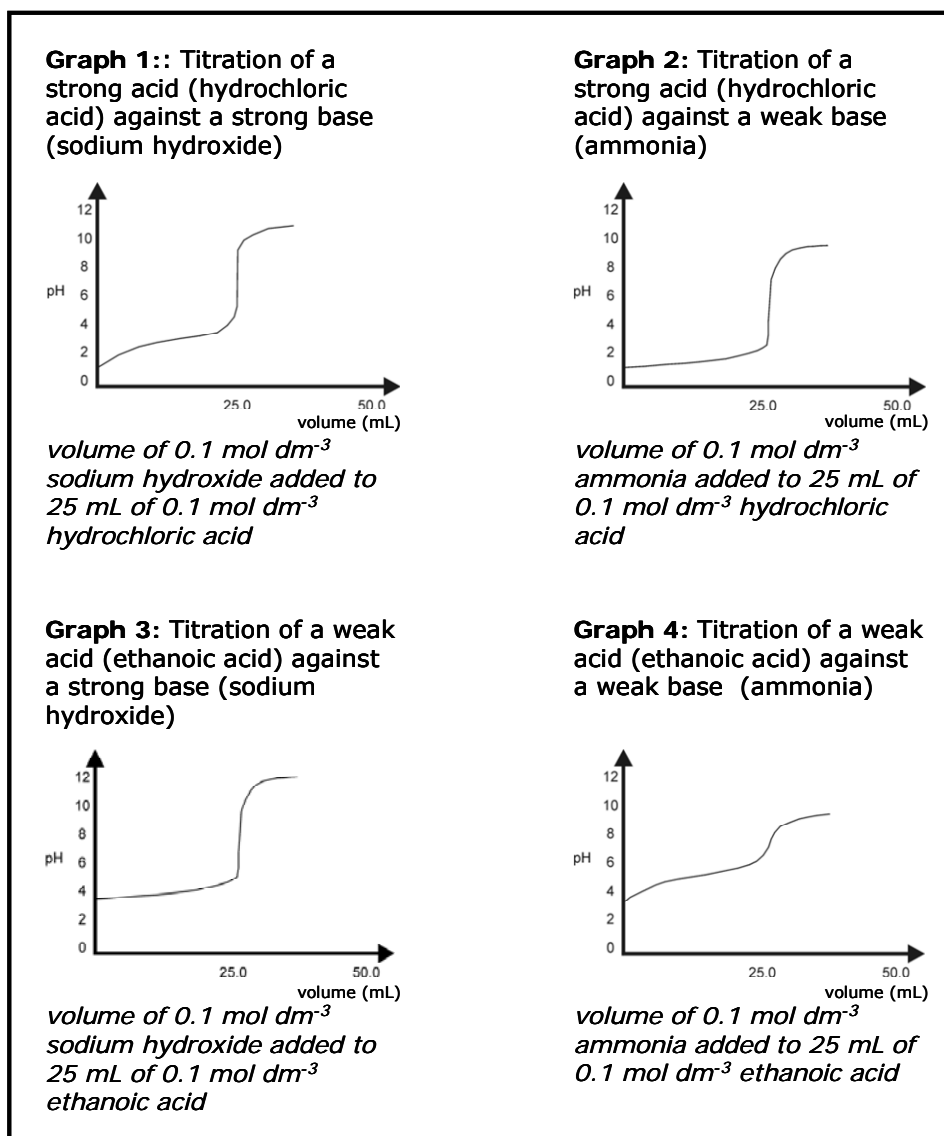 Graph 1:: Titration of a
strong acid (hydrochloric
acid) against a strong base
(sodium hydroxide)
12
10
8
pH
6
4
2
0
25.0
50.0
volume (mL)
volume of 0.1 mol dm⁻³
sodium hydroxide added to
25 mL of 0.1 mol dm⁻³
hydrochloric acid
Graph 2: Titration of a
strong acid (hydrochloric
acid) against a weak base
(ammonia)
12
10
8
pH
6
4
2
0
25.0
50.0
volume (mL)
volume of 0.1 mol dm⁻³
ammonia added to 25 mL of
0.1 mol dm⁻³ hydrochloric
acid
Graph 3: Titration of a weak
acid (ethanoic acid) against
a strong base (sodium
hydroxide)
12
10
8
pH
6
4
2
0
25.0
50.0
volume (mL)
volume of 0.1 mol dm⁻³
sodium hydroxide added to
25 mL of 0.1 mol dm⁻³
ethanoic acid
Graph 4: Titration of a weak
acid (ethanoic acid) against
a weak base  (ammonia)
12
10
8
pH
6
4
2
0
25.0
50.0
volume (mL)
volume of 0.1 mol dm⁻³
ammonia added to 25 mL of
0.1 mol dm⁻³ ethanoic acid